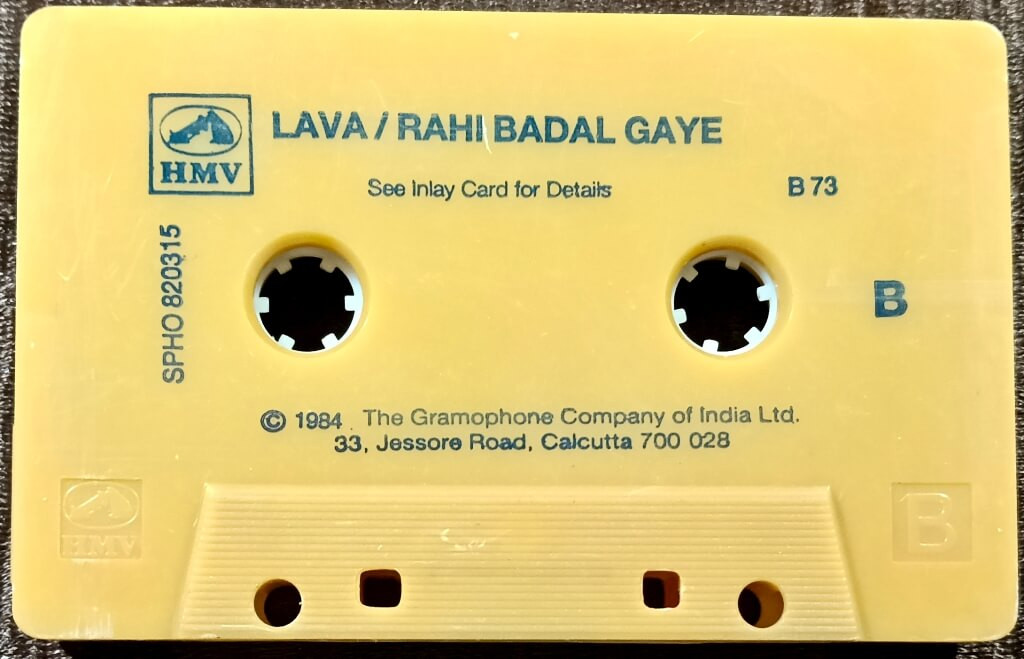 LAVA / RAHI BADAL GAYE
HMV
See Inlay Card for Details
B 73
SPHO 820315
B
© 1984 The Gramophone Company of India Ltd.
33, Jessore Road, Calcutta 700 028
HMV
B